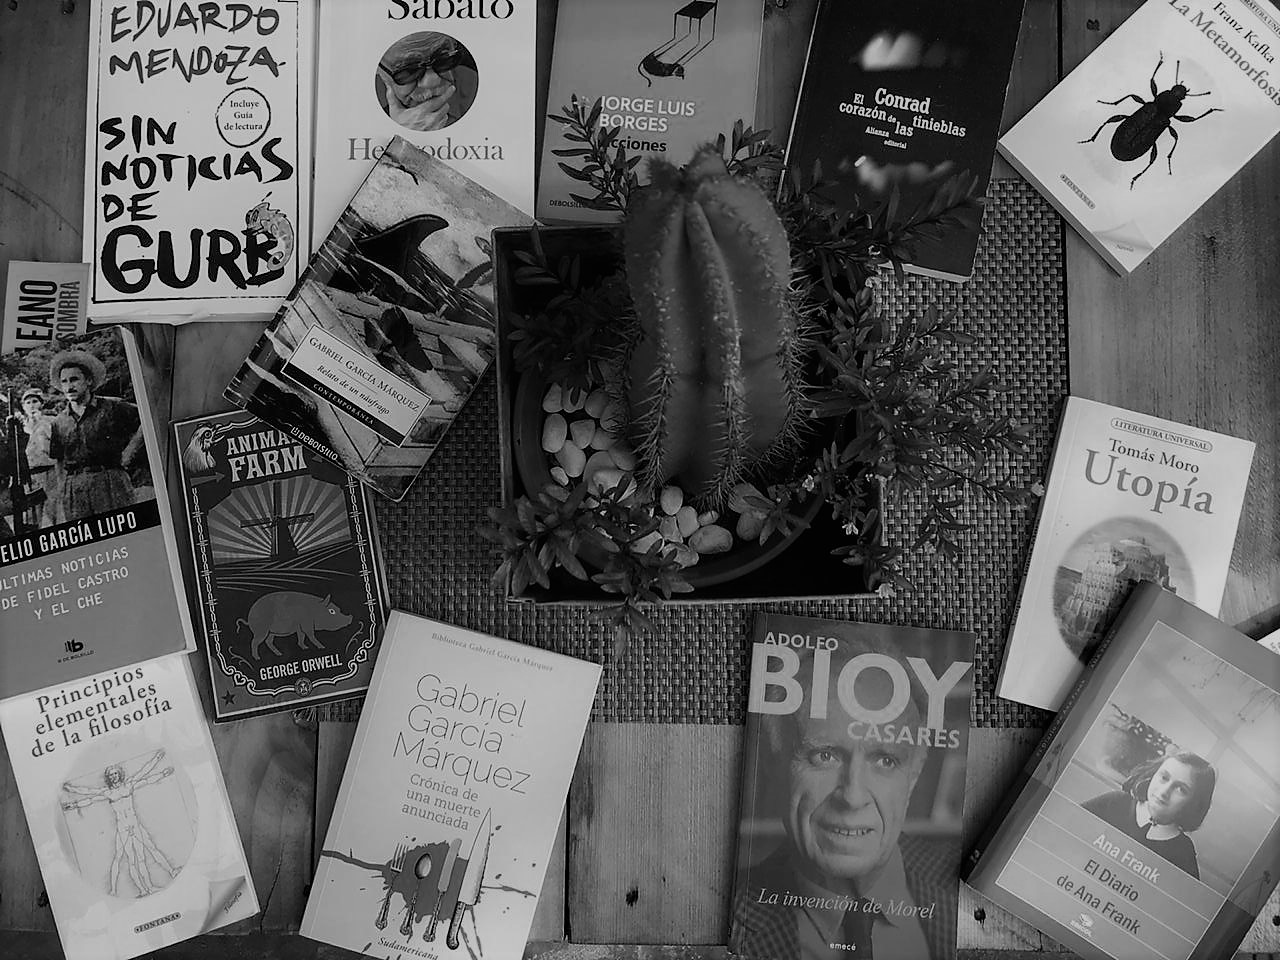 EDUARDO
MENDOZA
Incluye
Guía
de lectura
SIN
NOTICIAS
DE
GURB
Sabato
JORGE LUIS
BORGES
DEBOLSILLO
Conrad
El
corazón de
las
tinieblas
Alianza
editorial
Franz Kafka
La Metamorfosis
•FONTANA•
Novela
GABRIEL GARCÍA MÁRQUEZ
Relato de un náufrago
CONTEMPORÁNEA
DEBOLSILLO
SOMBRA
GARCÍA LUPO
ULTIMAS NOTICIAS
DE FIDEL CASTRO
Y EL CHE
B DE BOLSILLO
ANIMAL
FARM
GEORGE ORWELL
LITERATURA UNIVERSAL
Tomás Moro
Utopía
Principios
elementales
de la filosofía
•FONTANA•
Filosofía
Biblioteca Gabriel García Márquez
Gabriel
García
Márquez
Crónica de
una muerte
anunciada
Sudamericana
ADOLFO
BIOY
CASARES
La invención de Morel
emecé
Ana Frank
El Diario
de Ana Frank